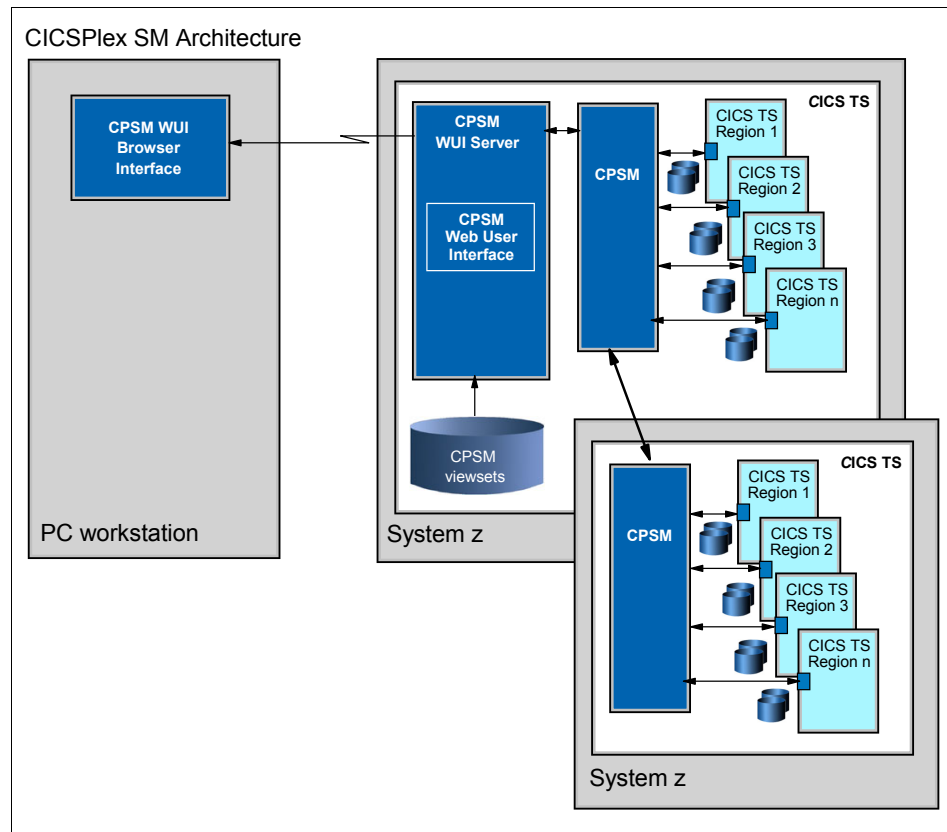 CICSPlex SM Architecture
CPSM WUI
Browser
Interface
PC workstation
CPSM
WUI Server
CPSM
Web User
Interface
CPSM
viewsets
CPSM
CICS TS
CICS TS
Region 1
CICS TS
Region 2
CICS TS
Region 3
CICS TS
Region n
System z
CPSM
CICS TS
CICS TS
Region 1
CICS TS
Region 2
CICS TS
Region 3
CICS TS
Region n
System z